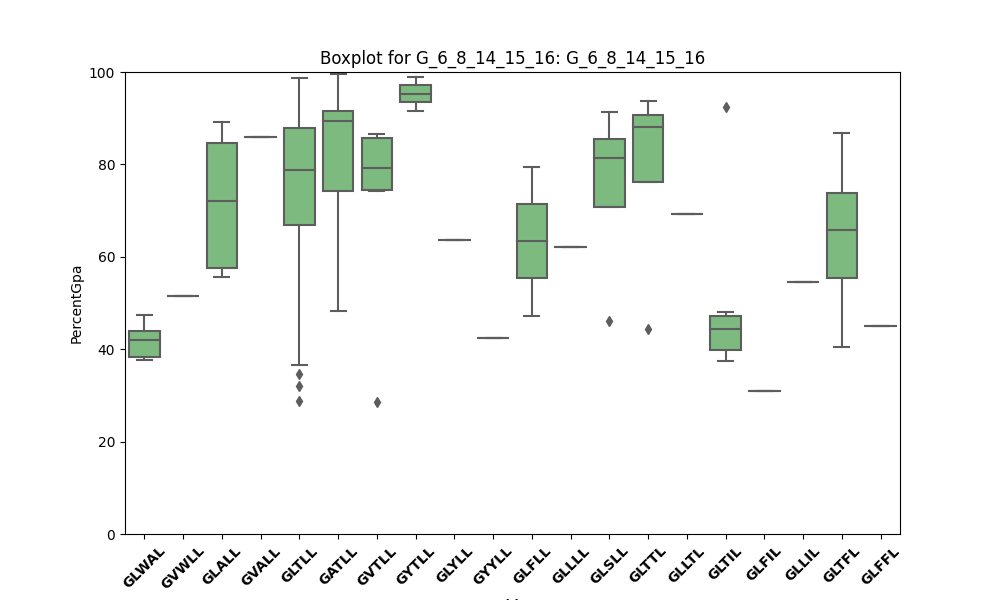 Boxplot for G_6_8_14_15_16: G_6_8_14_15_16
100
80
60
40
20
0
PercentGpa
GLWAL GVWLL GLALL GVALL GLTLL GATLL GVTLL GYTLL GLYLL GYYLL GLFLL GLLLL GLSLL GLTTL GLLTL GLTIL GLFIL GLLIL GLTFL GLFFL